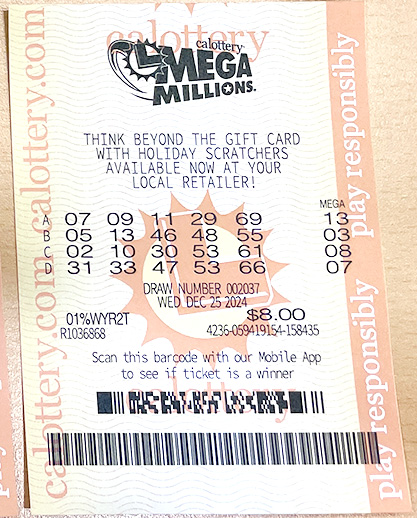 calottery
calottery
MEGA
MILLIONS.
THINK BEYOND THE GIFT CARD
WITH HOLIDAY SCRATCHERS
AVAILABLE NOW AT YOUR
LOCAL RETAILER!
MEGA
A 07 09 11 29 69 13
B 05 13 46 48 55 03
C 02 10 30 53 61 08
D 31 33 47 53 66 07
DRAW NUMBER 002037
WED DEC 25 2024
01%WYR2T $8.00
R1036868 4236-059419154-158435
Scan this barcode with our Mobile App
to see if ticket is a winner
calottery.com
calottery.com
play responsibly
play responsibly